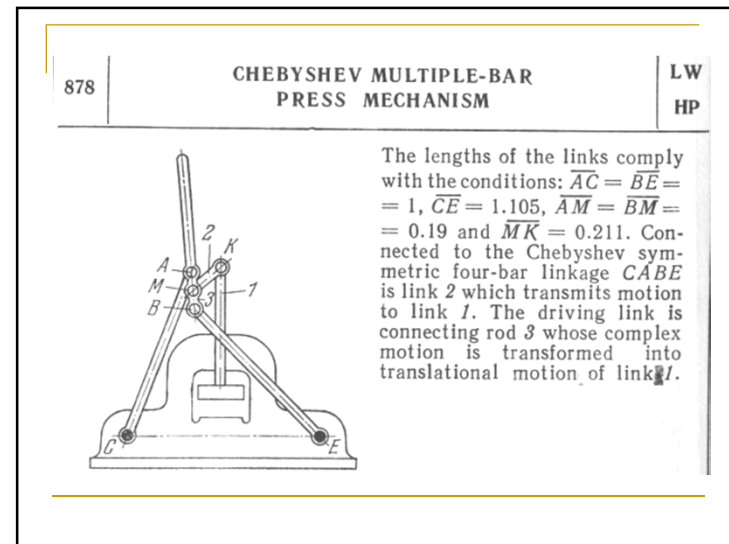 878
CHEBYSHEV MULTIPLE-BAR
PRESS MECHANISM
LW
HP
The lengths of the links comply
with the conditions: AC = BE =
= 1, CE = 1.105, AM = BM =
= 0.19 and MK = 0.211. Con-
nected to the Chebyshev sym-
metric four-bar linkage CABE
is link 2 which transmits motion
to link 1. The driving link is
connecting rod 3 whose complex
motion is transformed into
translational motion of link 1.
2
K
A
M
3
1
B
C
E